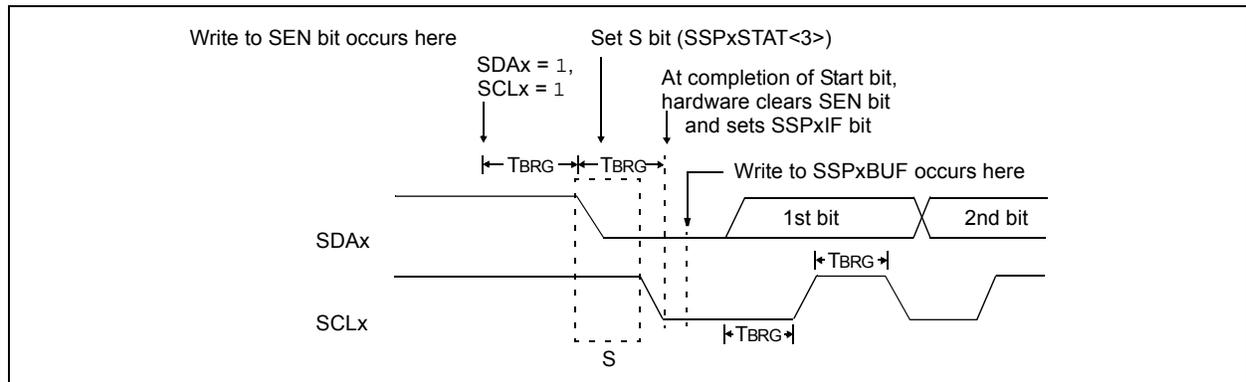 Write to SEN bit occurs here
Set S bit (SSPxSTAT<3>)
SDAx = 1,
SCLx = 1
At completion of Start bit,
hardware clears SEN bit
and sets SSPxIF bit
TBRG
TBRG
Write to SSPxBUF occurs here
1st bit
2nd bit
SDAx
TBRG
SCLx
TBRG
S